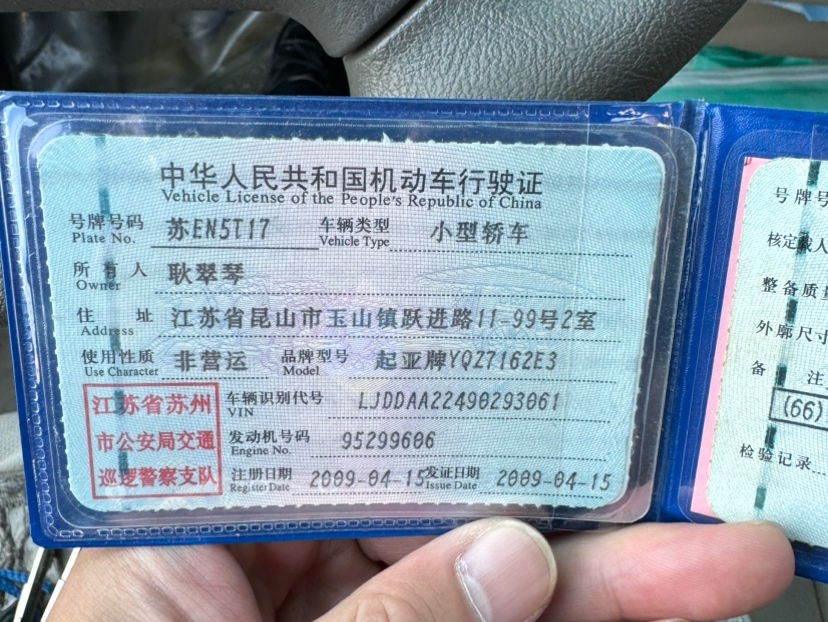 中华人民共和国机动车行驶证
Vehicle License of the People's Republic of China
号牌号码 苏EN5T17 车辆类型 小型轿车
Plate No. Vehicle Type
所有人 耿翠琴
Owner
住址 江苏省昆山市玉山镇跃进路11-99号2室
Address
使用性质 非营运 品牌型号 起亚牌YQZ7162E3
Use Character Model
江苏省苏州
市公安局交通
巡逻警察支队
车辆识别代号 LJDDAA22490293061
VIN
发动机号码 95299606
Engine No.
注册日期 2009-04-15 发证日期 2009-04-15
Register Date Issue Date
号牌号
核定载人
整备质量
外廓尺寸
备 注
(66)
检验记录